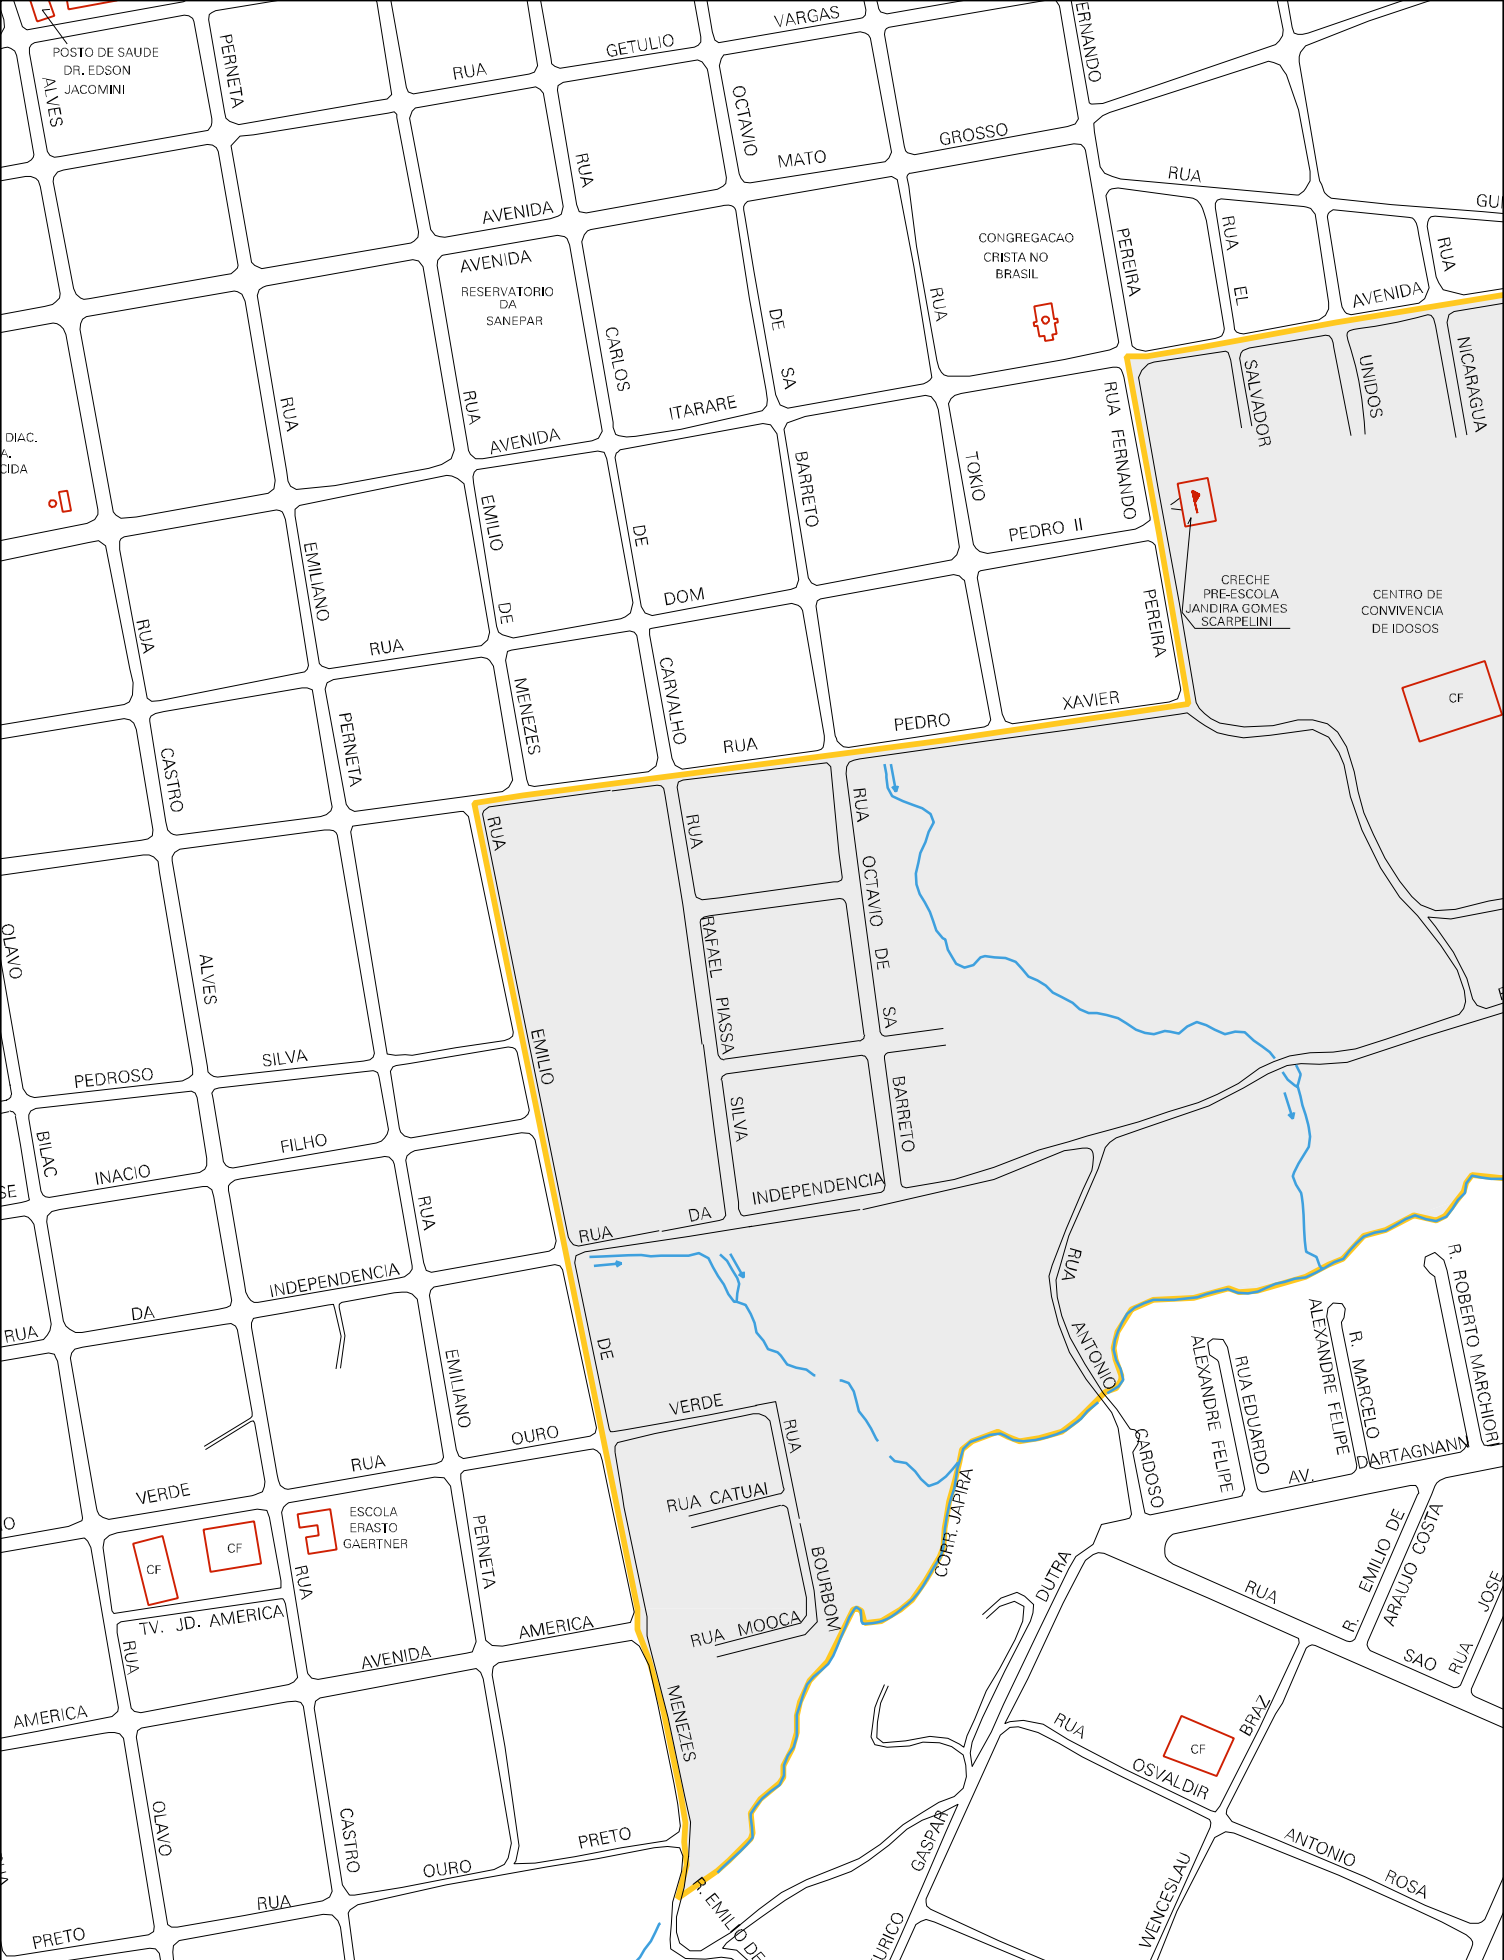 VARGAS
GETULIO
RUA
POSTO DE SAUDE
DR. EDSON
JACOMINI
ALVES
PERNETA
OCTAVIO
MATO
GROSSO
RUA
RUA
AVENIDA
AVENIDA
RESERVATORIO
DA
SANEPAR
CONGREGACAO
CRISTA NO
BRASIL
PEREIRA
RUA
EL
RUA
AVENIDA
RUA
DE
SA
CARLOS
ITARARE
AVENIDA
RUA
RUA
SALVADOR
UNIDOS
NICARAGUA
RUA FERNANDO
DIAC.
EMILIO
DE
BARRETO
TOKIO
PEDRO II
EMILIANO
DE
DOM
RUA
RUA
PEREIRA
CRECHE
PRE-ESCOLA
JANDIRA GOMES
SCARPELINI
CENTRO DE
CONVIVENCIA
DE IDOSOS
CF
MENEZES
CARVALHO
RUA
PEDRO
XAVIER
PERNETA
CASTRO
RUA
RUA
RUA
OCTAVIO
DE
SA
RAFAEL
PIASSA
OLAVO
ALVES
EMILIO
SILVA
PEDROSO
SILVA
BARRETO
BILAC
INACIO
FILHO
RUA
INDEPENDENCIA
DA
RUA
INDEPENDENCIA
DA
RUA
RUA
R. ROBERTO MARCHIORI
ANTONIO
ALEXANDRE FELIPE
R. MARCELO
ALEXANDRE FELIPE
RUA EDUARDO
DE
EMILIANO
VERDE
RUA
OURO
RUA
VERDE
CARDOSO
DARTAGNANN
AV.
RUA CATUAI
CORR. JAPIRA
ESCOLA
ERASTO
GAERTNER
PERNETA
CF
CF
RUA
BOURBOM
DUTRA
RUA
R.
EMILIO DE
ARAUJO COSTA
JOSE
TV. JD. AMERICA
RUA
AMERICA
AVENIDA
RUA MOOCA
SAO
RUA
AMERICA
MENEZES
RUA
BRAZ
CF
OSVALDIR
OLAVO
CASTRO
PRETO
OURO
RUA
PRETO
GASPAR
ANTONIO
ROSA
R. EMILIO DE
WENCESLAU